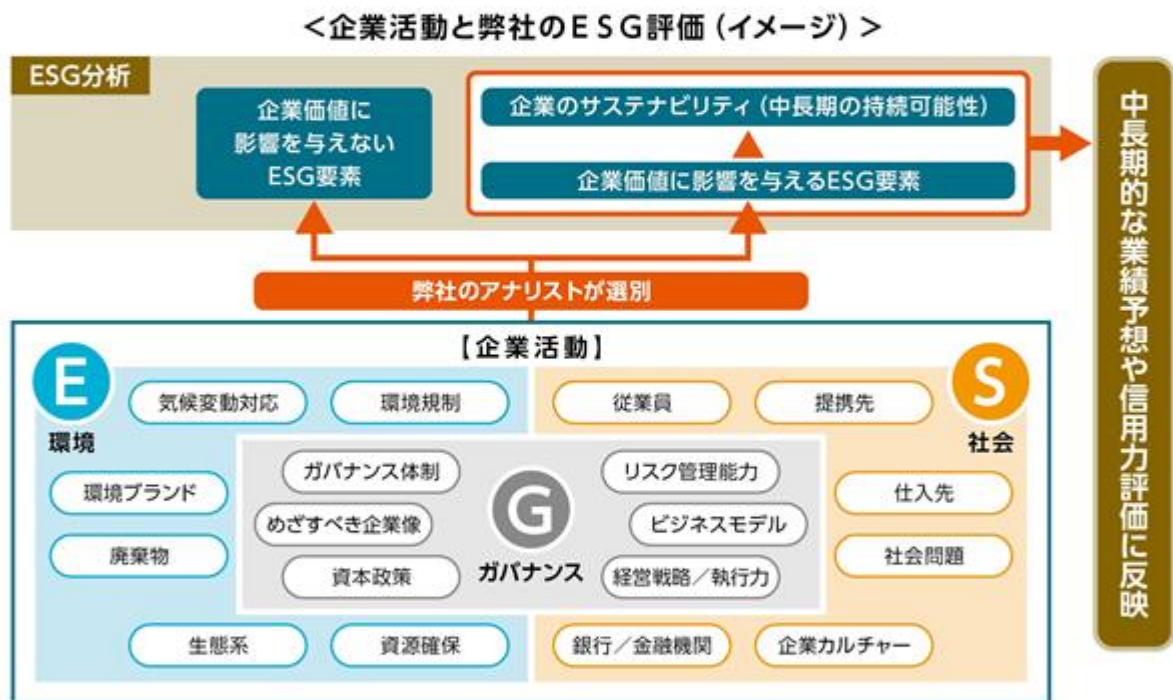 ＜企業活動と弊社のＥＳＧ評価（イメージ）＞
ESG分析
企業価値に
影響を与えない
ESG要素
企業のサステナビリティ（中長期の持続可能性）
企業価値に影響を与えるESG要素
中長期的な業績予想や信用力評価に反映
弊社のアナリストが選別
【企業活動】
E
環境
S
社会
気候変動対応
環境規制
従業員
提携先
環境ブランド
廃棄物
ガバナンス体制
めざすべき企業像
資本政策
G
ガバナンス
リスク管理能力
ビジネスモデル
経営戦略／執行力
仕入先
社会問題
生態系
資源確保
銀行／金融機関
企業カルチャー